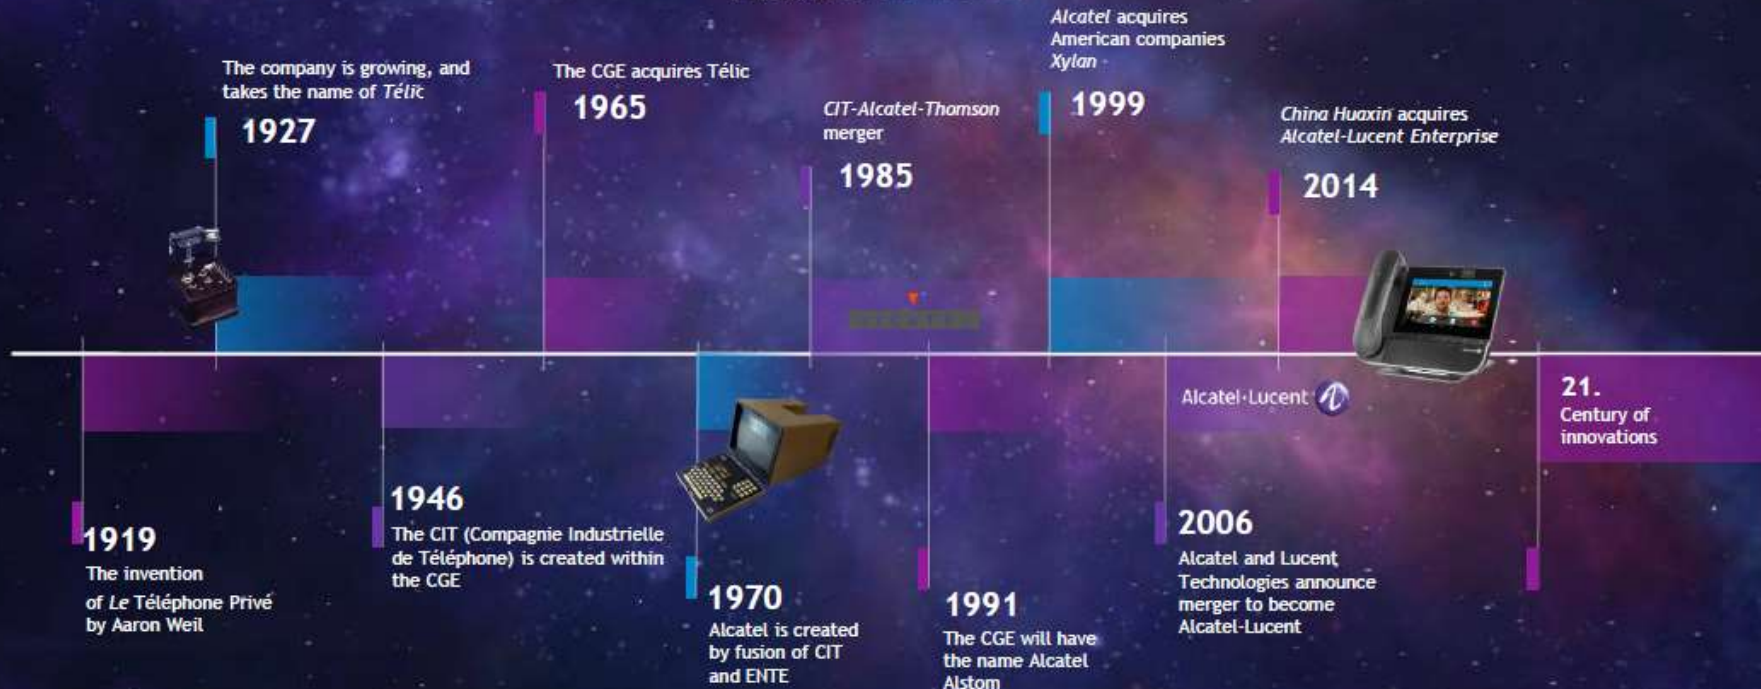 The company is growing, and
takes the name of Télic
1927
The CGE acquires Télic
1965
CIT-Alcatel-Thomson
merger
1985
Alcatel acquires
American companies
Xylan
1999
China Huaxin acquires
Alcatel-Lucent Enterprise
2014
1919
The invention
of Le Téléphone Privé
by Aaron Weil
1946
The CIT (Compagnie Industrielle
de Téléphone) is created within
the CGE
1970
Alcatel is created
by fusion of CIT
and ENTE
1991
The CGE will have
the name Alcatel
Alstom
Alcatel·Lucent
2006
Alcatel and Lucent
Technologies announce
merger to become
Alcatel-Lucent
21.
Century of
innovations